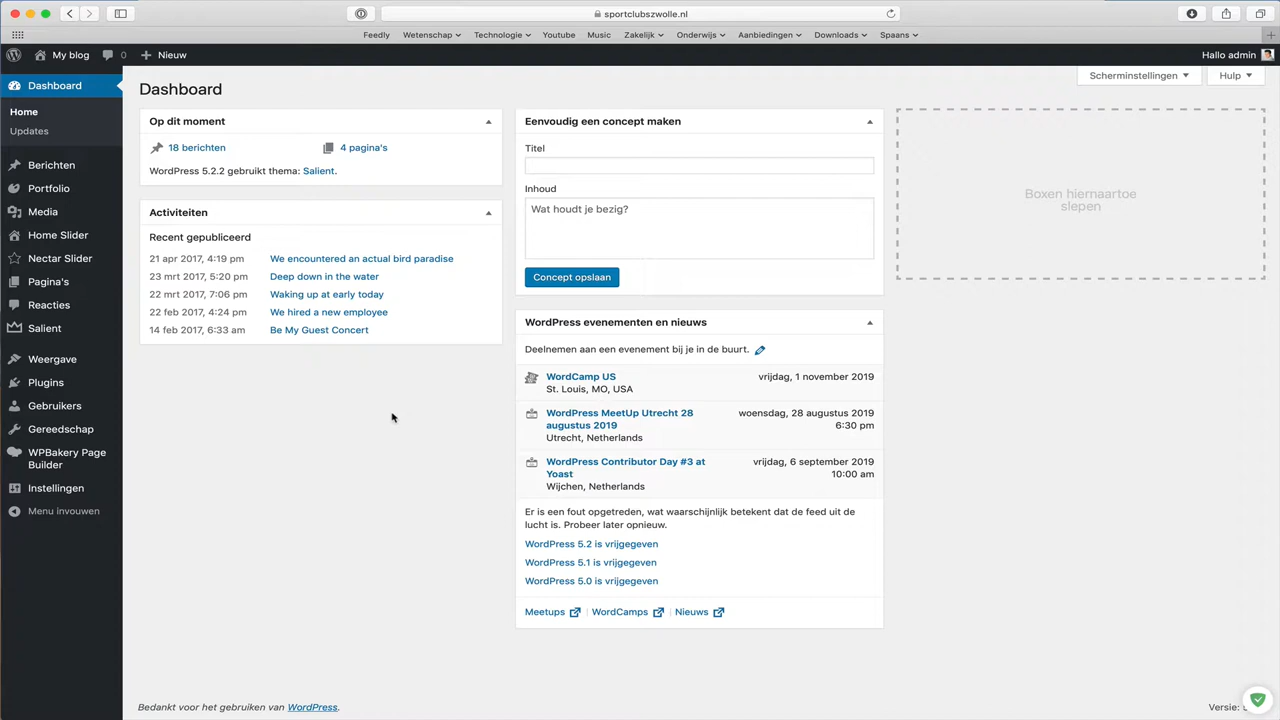 sportclubszwolle.nl
Feedly Wetenschap Technologie Youtube Music Zakelijk Onderwijs Aanbiedingen Downloads Spaans
My blog 0 Nieuw Hallo admin
Scherminstellingen Hulp
Dashboard
Home
Updates
Berichten
Portfolio
Media
Home Slider
Nectar Slider
Pagina's
Reacties
Salient
Weergave
Plugins
Gebruikers
Gereedschap
WPBakery Page
Builder
Instellingen
Menu invouwen
Dashboard
Op dit moment
18 berichten 4 pagina's
WordPress 5.2.2 gebruikt thema: Salient.
Activiteiten
Recent gepubliceerd
21 apr 2017, 4:19 pm We encountered an actual bird paradise
23 mrt 2017, 5:20 pm Deep down in the water
22 mrt 2017, 7:06 pm Waking up at early today
22 feb 2017, 4:24 pm We hired a new employee
14 feb 2017, 6:33 am Be My Guest Concert
Eenvoudig een concept maken
Titel
Inhoud
Wat houdt je bezig?
Concept opslaan
WordPress evenementen en nieuws
Deelnemen aan een evenement bij je in de buurt.
WordCamp US vrijdag, 1 november 2019
St. Louis, MO, USA
WordPress MeetUp Utrecht 28 woensdag, 28 augustus 2019
augustus 2019 6:30 pm
Utrecht, Netherlands
WordPress Contributor Day #3 at vrijdag, 6 september 2019
Yoast 10:00 am
Wijchen, Netherlands
Er is een fout opgetreden, wat waarschijnlijk betekent dat de feed uit de
lucht is. Probeer later opnieuw.
WordPress 5.2 is vrijgegeven
WordPress 5.1 is vrijgegeven
WordPress 5.0 is vrijgegeven
Meetups WordCamps Nieuws
Boxen hiernaartoe
slepen
Bedankt voor het gebruiken van WordPress.
Versie: